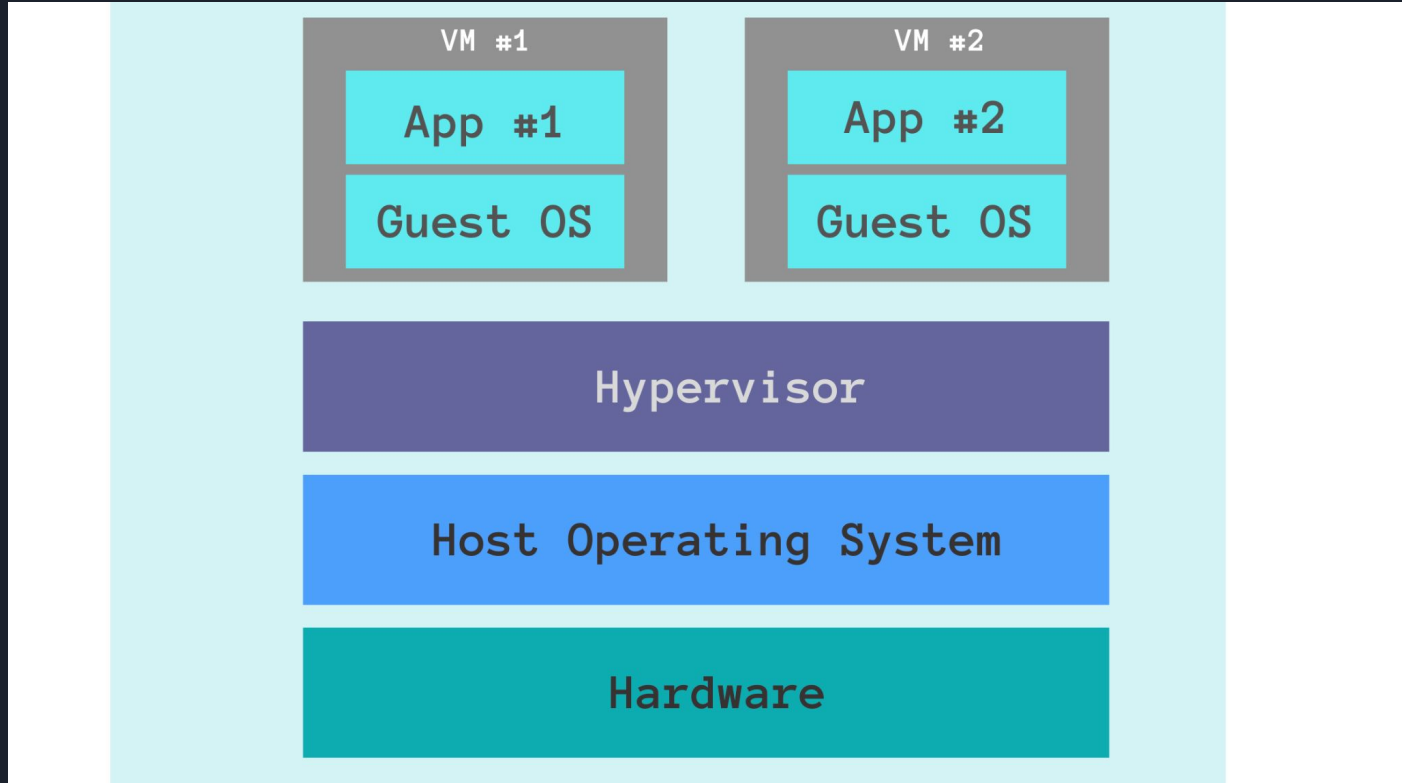 VM #1
App #1
Guest OS
VM #2
App #2
Guest OS
Hypervisor
Host Operating System
Hardware